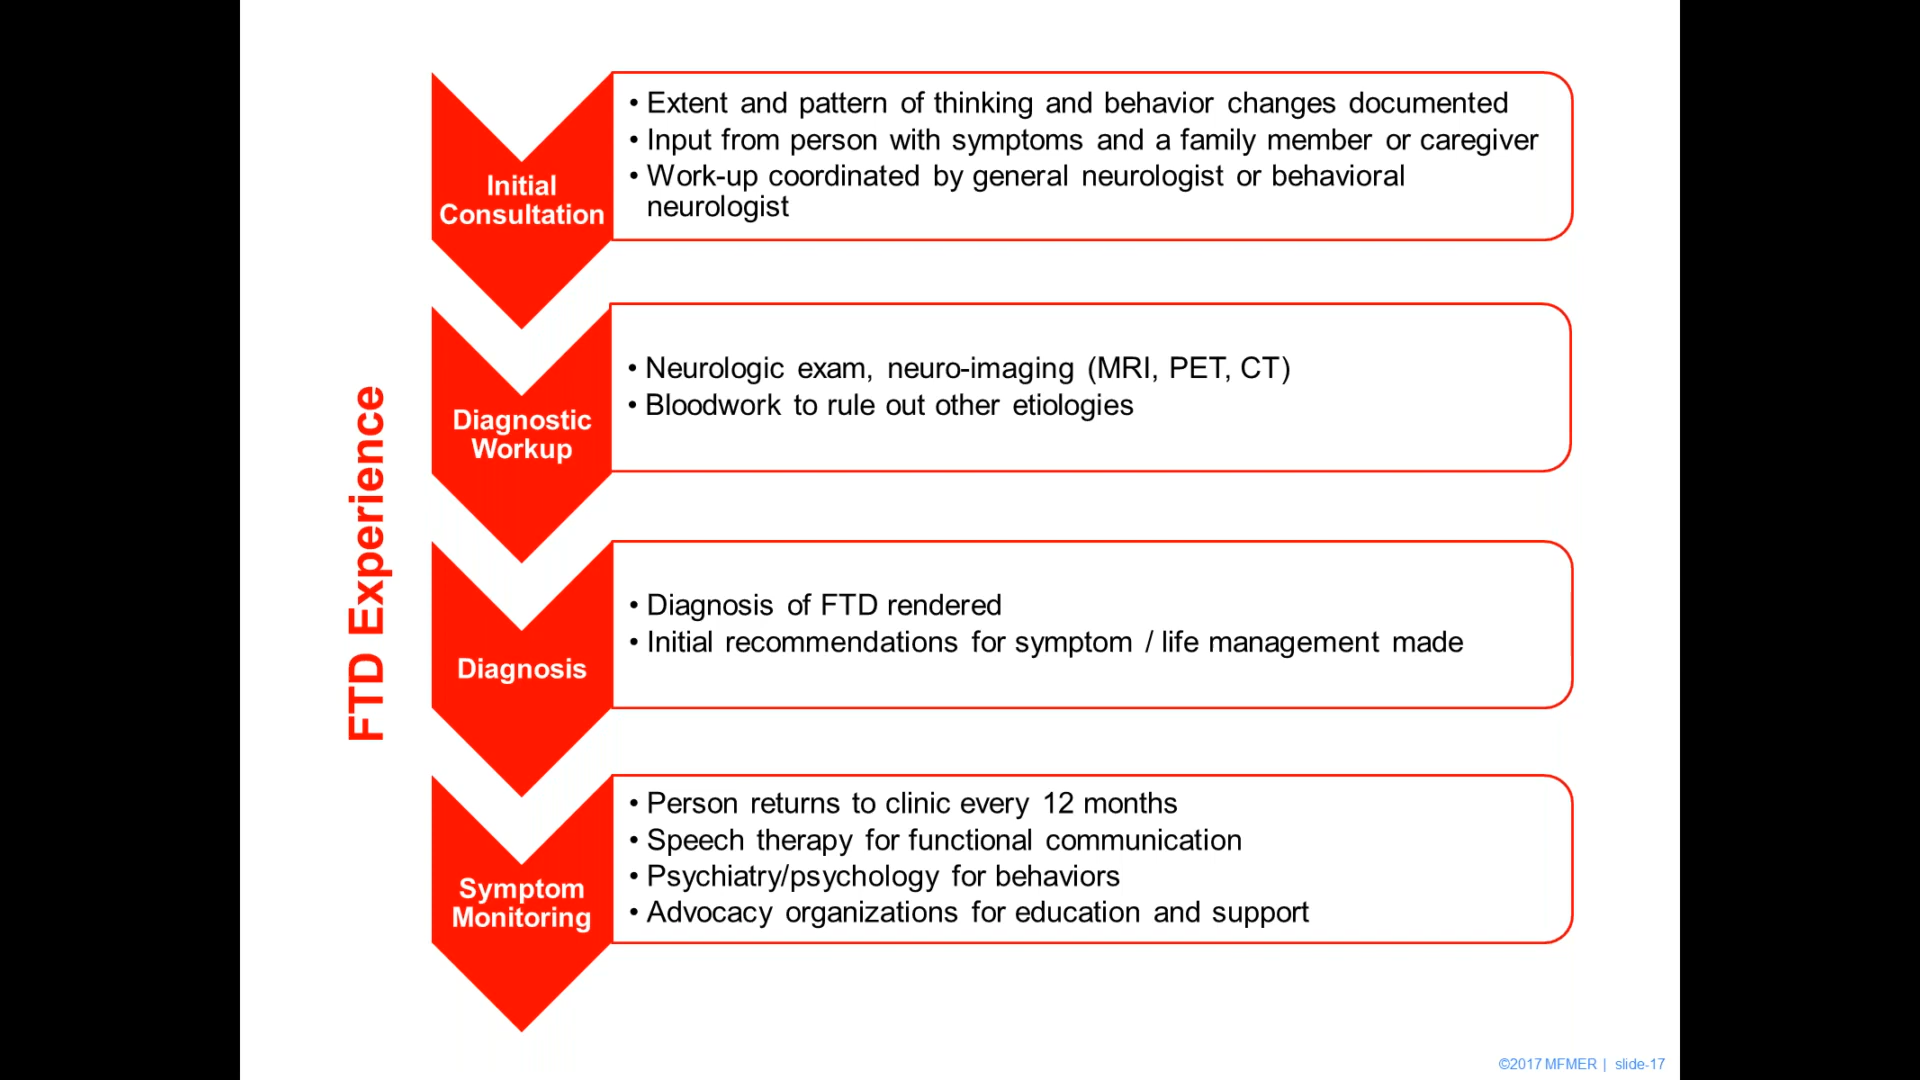 FTD Experience
Initial
Consultation
• Extent and pattern of thinking and behavior changes documented
• Input from person with symptoms and a family member or caregiver
• Work-up coordinated by general neurologist or behavioral
neurologist
Diagnostic
Workup
• Neurologic exam, neuro-imaging (MRI, PET, CT)
• Bloodwork to rule out other etiologies
Diagnosis
• Diagnosis of FTD rendered
• Initial recommendations for symptom / life management made
Symptom
Monitoring
• Person returns to clinic every 12 months
• Speech therapy for functional communication
• Psychiatry/psychology for behaviors
• Advocacy organizations for education and support
©2017 MFMER | slide-17